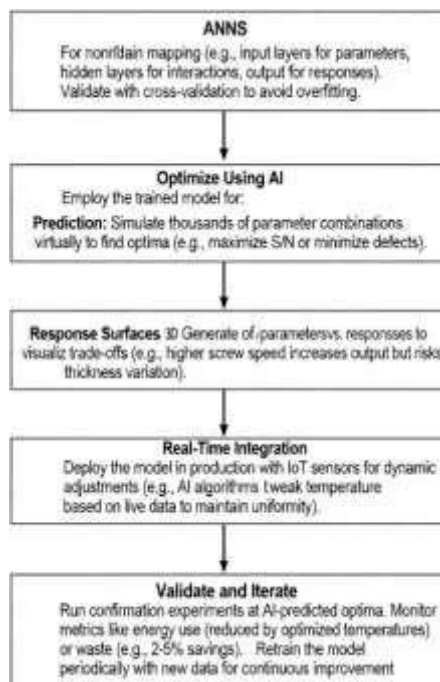 ANNS
For nonrfdain mapping (e.g., input layers for parameters,
hidden layers for interactions, output for responses).
Validate with cross-validation to avoid overfitting.
Optimize Using AI
Employ the trained model for:
Prediction: Simulate thousands of parameter combinations
virtually to find optima (e.g., maximize S/N or minimize defects).
Response Surfaces 3D Generate of /parametersvs. responsses to
visualiz trade-offs (e.g., higher screw speed increases output but risks
thickness variation).
Real-Time Integration
Deploy the model in production with IoT sensors for dynamic
adjustments (e.g., AI algorithms tweak temperature
based on live data to maintain uniformity).
Validate and Iterate
Run confirmation experiments at AI-predicted optima. Monitor
metrics like energy use (reduced by optimized temperatures)
or waste (e.g., 2-5% savings). Retrain the model
periodically with new data for continuous improvement